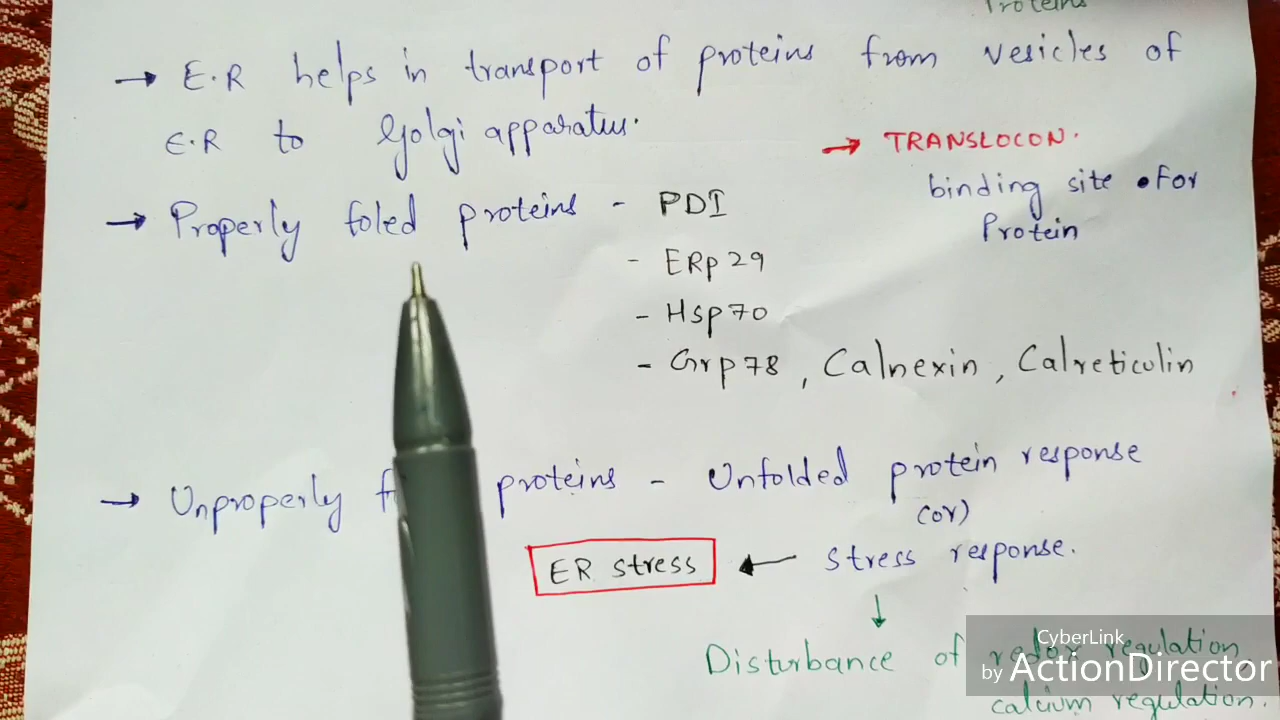 Proteins
→ E.R helps in transport of proteins from vesicles of
E.R to Golgi apparatus.
→ TRANSLOCON.
binding site for
Protein
→ Properly foled proteins - PDI
- ERp29
- Hsp70
- Grp78, Calnexin, Calreticulin
→ Unproperly proteins - Unfolded protein response
(or)
ER stress ← stress response.
↓
Disturbance of redox regulation,
calcium regulation.
CyberLink
by ActionDirector